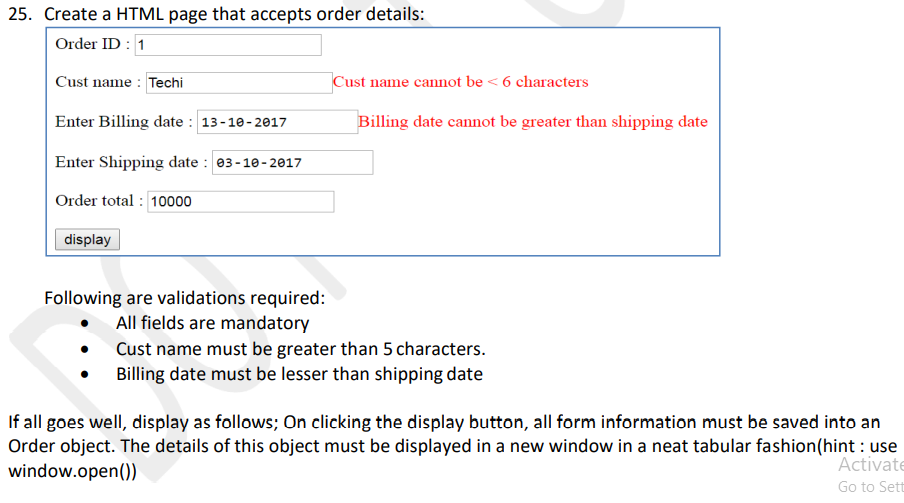 25. Create a HTML page that accepts order details:
Order ID : 1
Cust name : Techi Cust name cannot be < 6 characters
Enter Billing date : 13-10-2017 Billing date cannot be greater than shipping date
Enter Shipping date : 03-10-2017
Order total : 10000
display
Following are validations required:
• All fields are mandatory
• Cust name must be greater than 5 characters.
• Billing date must be lesser than shipping date
If all goes well, display as follows; On clicking the display button, all form information must be saved into an
Order object. The details of this object must be displayed in a new window in a neat tabular fashion(hint : use
window.open())
Activate
Go to Sett